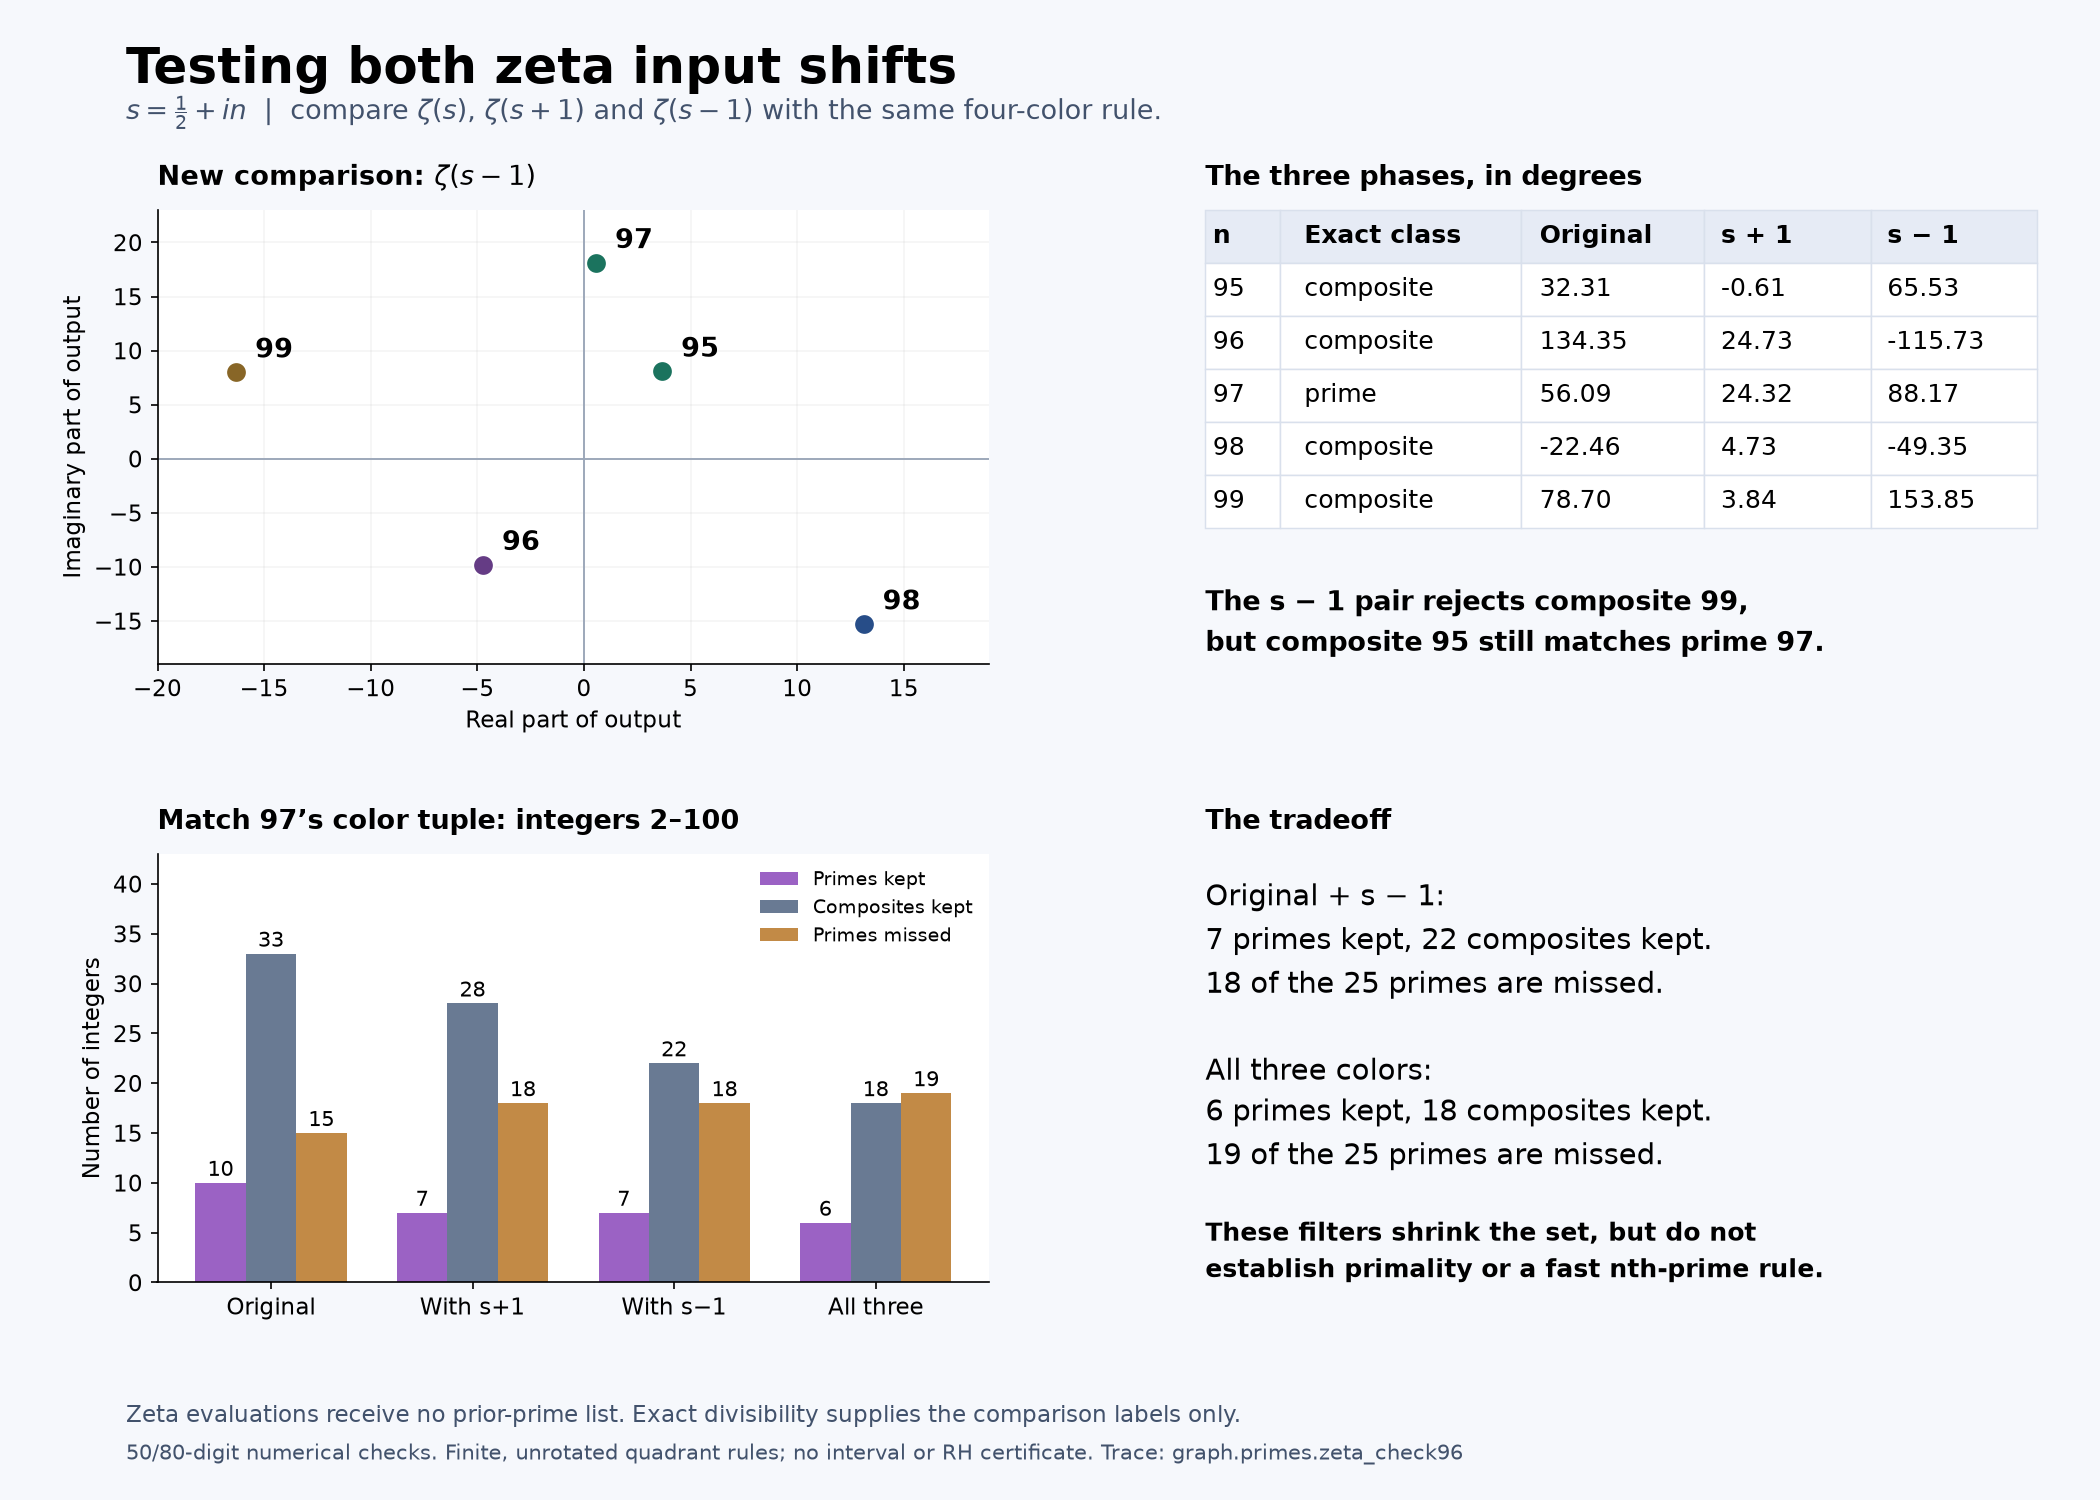 Testing both zeta input shifts
s = 1/2 + in | compare ζ(s), ζ(s + 1) and ζ(s − 1) with the same four-color rule.
New comparison: ζ(s − 1)
Imaginary part of output
20
15
10
5
0
−5
−10
−15
97
99
95
96
98
−20 −15 −10 −5 0 5 10 15
Real part of output
The three phases, in degrees
n Exact class Original s + 1 s − 1
95 composite 32.31 -0.61 65.53
96 composite 134.35 24.73 -115.73
97 prime 56.09 24.32 88.17
98 composite -22.46 4.73 -49.35
99 composite 78.70 3.84 153.85
The s − 1 pair rejects composite 99,
but composite 95 still matches prime 97.
Match 97’s color tuple: integers 2–100
Number of integers
40
35
30
25
20
15
10
5
0
Primes kept
Composites kept
Primes missed
10 33 15
7 28 18
7 22 18
6 18 19
Original With s+1 With s−1 All three
The tradeoff
Original + s − 1:
7 primes kept, 22 composites kept.
18 of the 25 primes are missed.
All three colors:
6 primes kept, 18 composites kept.
19 of the 25 primes are missed.
These filters shrink the set, but do not
establish primality or a fast nth-prime rule.
Zeta evaluations receive no prior-prime list. Exact divisibility supplies the comparison labels only.
50/80-digit numerical checks. Finite, unrotated quadrant rules; no interval or RH certificate. Trace: graph.primes.zeta_check96